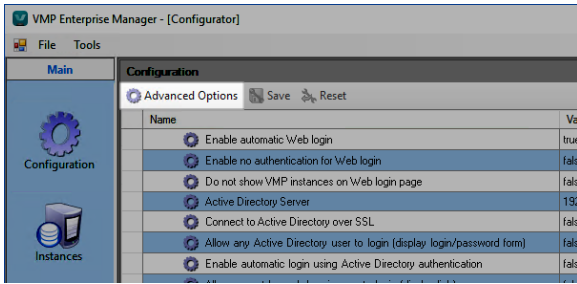 VMP Enterprise Manager - [Configurator]
File Tools
Main
Configuration
Advanced Options Save Reset
Name
Enable automatic Web login true
Configuration
Enable no authentication for Web login
Do not show VMP instances on Web login page
Active Directory Server
Connect to Active Directory over SSL
Allow any Active Directory user to login (display login/password form)
Instances
Enable automatic login using Active Directory authentication